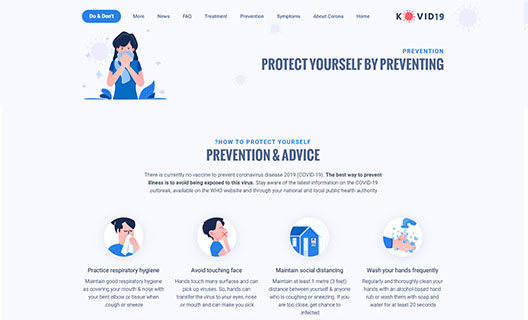 Do & Don't More News FAQ Treatment Prevention Symptoms About Corona Home KOVID19
PREVENTION
PROTECT YOURSELF BY PREVENTING
?HOW TO PROTECT YOURSELF
PREVENTION & ADVICE
There is currently no vaccine to prevent coronavirus disease 2019 (COVID-19). The best way to prevent
illness is to avoid being exposed to this virus. Stay aware of the latest information on the COVID-19
.outbreak, available on the WHO website and through your national and local public health authority
Practice respiratory hygiene
Maintain good respiratory hygiene
as covering your mouth & nose with
your bent elbow or tissue when
.cough or sneeze
Avoid touching face
Hands touch many surfaces and can
pick up viruses. So, hands can
transfer the virus to your eyes, nose
.or mouth and can make you sick
Maintain social distancing
Maintain at least 1 metre (3 feet)
distance between yourself & anyone
who is coughing or sneezing. If you
are too close, get chance to
.infected
Wash your hands frequently
Regularly and thoroughly clean your
hands with an alcohol-based hand
rub or wash them with soap and
.water for at least 20 seconds